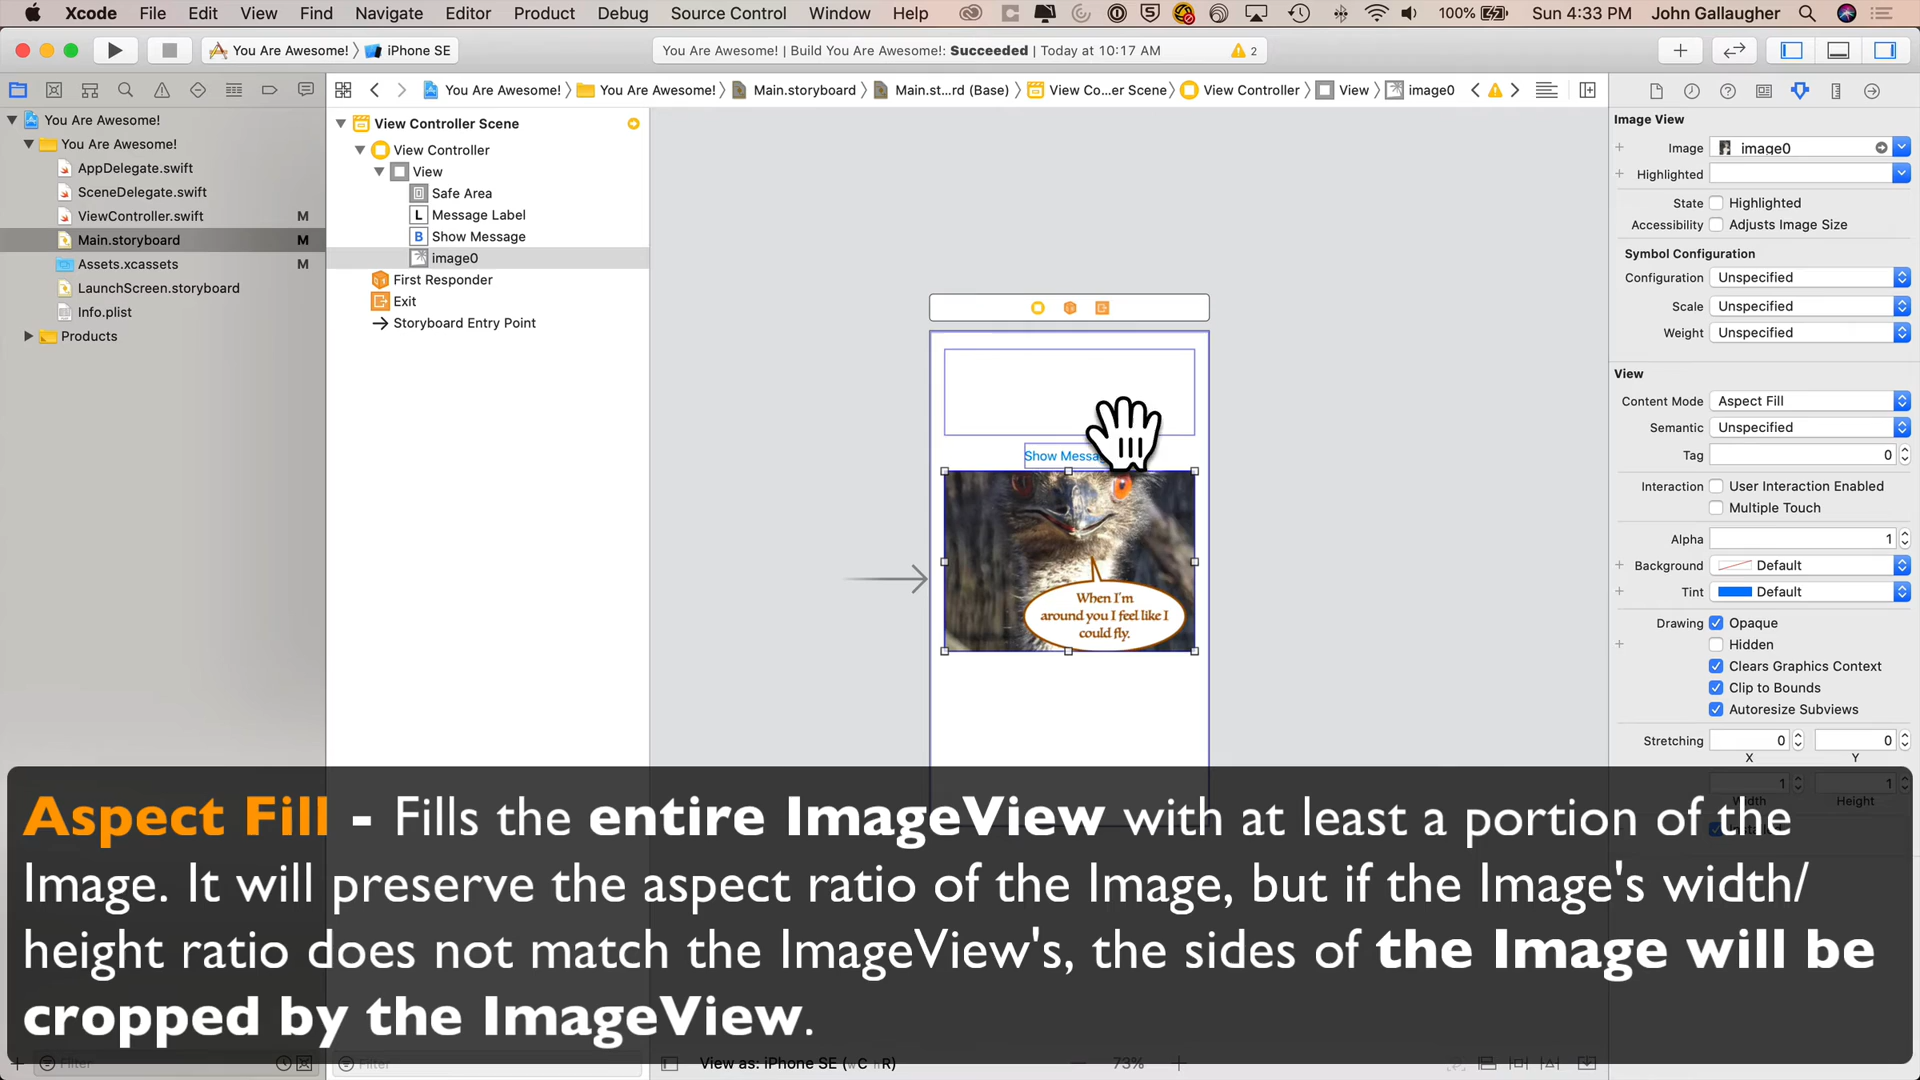 Xcode File Edit View Find Navigate Editor Product Debug Source Control Window Help 100% Sun 4:33 PM John Gallaugher
You Are Awesome! iPhone SE You Are Awesome! | Build You Are Awesome!: Succeeded | Today at 10:17 AM 2
You Are Awesome! You Are Awesome! Main.storyboard Main.st...rd (Base) View Co...er Scene) View Controller View image0
You Are Awesome!
You Are Awesome!
AppDelegate.swift
SceneDelegate.swift
ViewController.swift M
Main.storyboard M
Assets.xcassets M
LaunchScreen.storyboard
Info.plist
Products
View Controller Scene
View Controller
View
Safe Area
L Message Label
B Show Message
image0
First Responder
Exit
Storyboard Entry Point
Show Messa
When I'm
around you I feel like I
could fly.
Image View
Image image0
Highlighted
State Highlighted
Accessibility Adjusts Image Size
Symbol Configuration
Configuration Unspecified
Scale Unspecified
Weight Unspecified
View
Content Mode Aspect Fill
Semantic Unspecified
Tag 0
Interaction User Interaction Enabled
Multiple Touch
Alpha 1
Background Default
Tint Default
Drawing Opaque
Hidden
Clears Graphics Context
Clip to Bounds
Autoresize Subviews
Stretching 0 0
X Y
1 1
Width Height
Aspect Fill - Fills the entire ImageView with at least a portion of the
Image. It will preserve the aspect ratio of the Image, but if the Image's width/
height ratio does not match the ImageView's, the sides of the Image will be
cropped by the ImageView.
Filter Filter View as: iPhone SE (wC hR) 73%